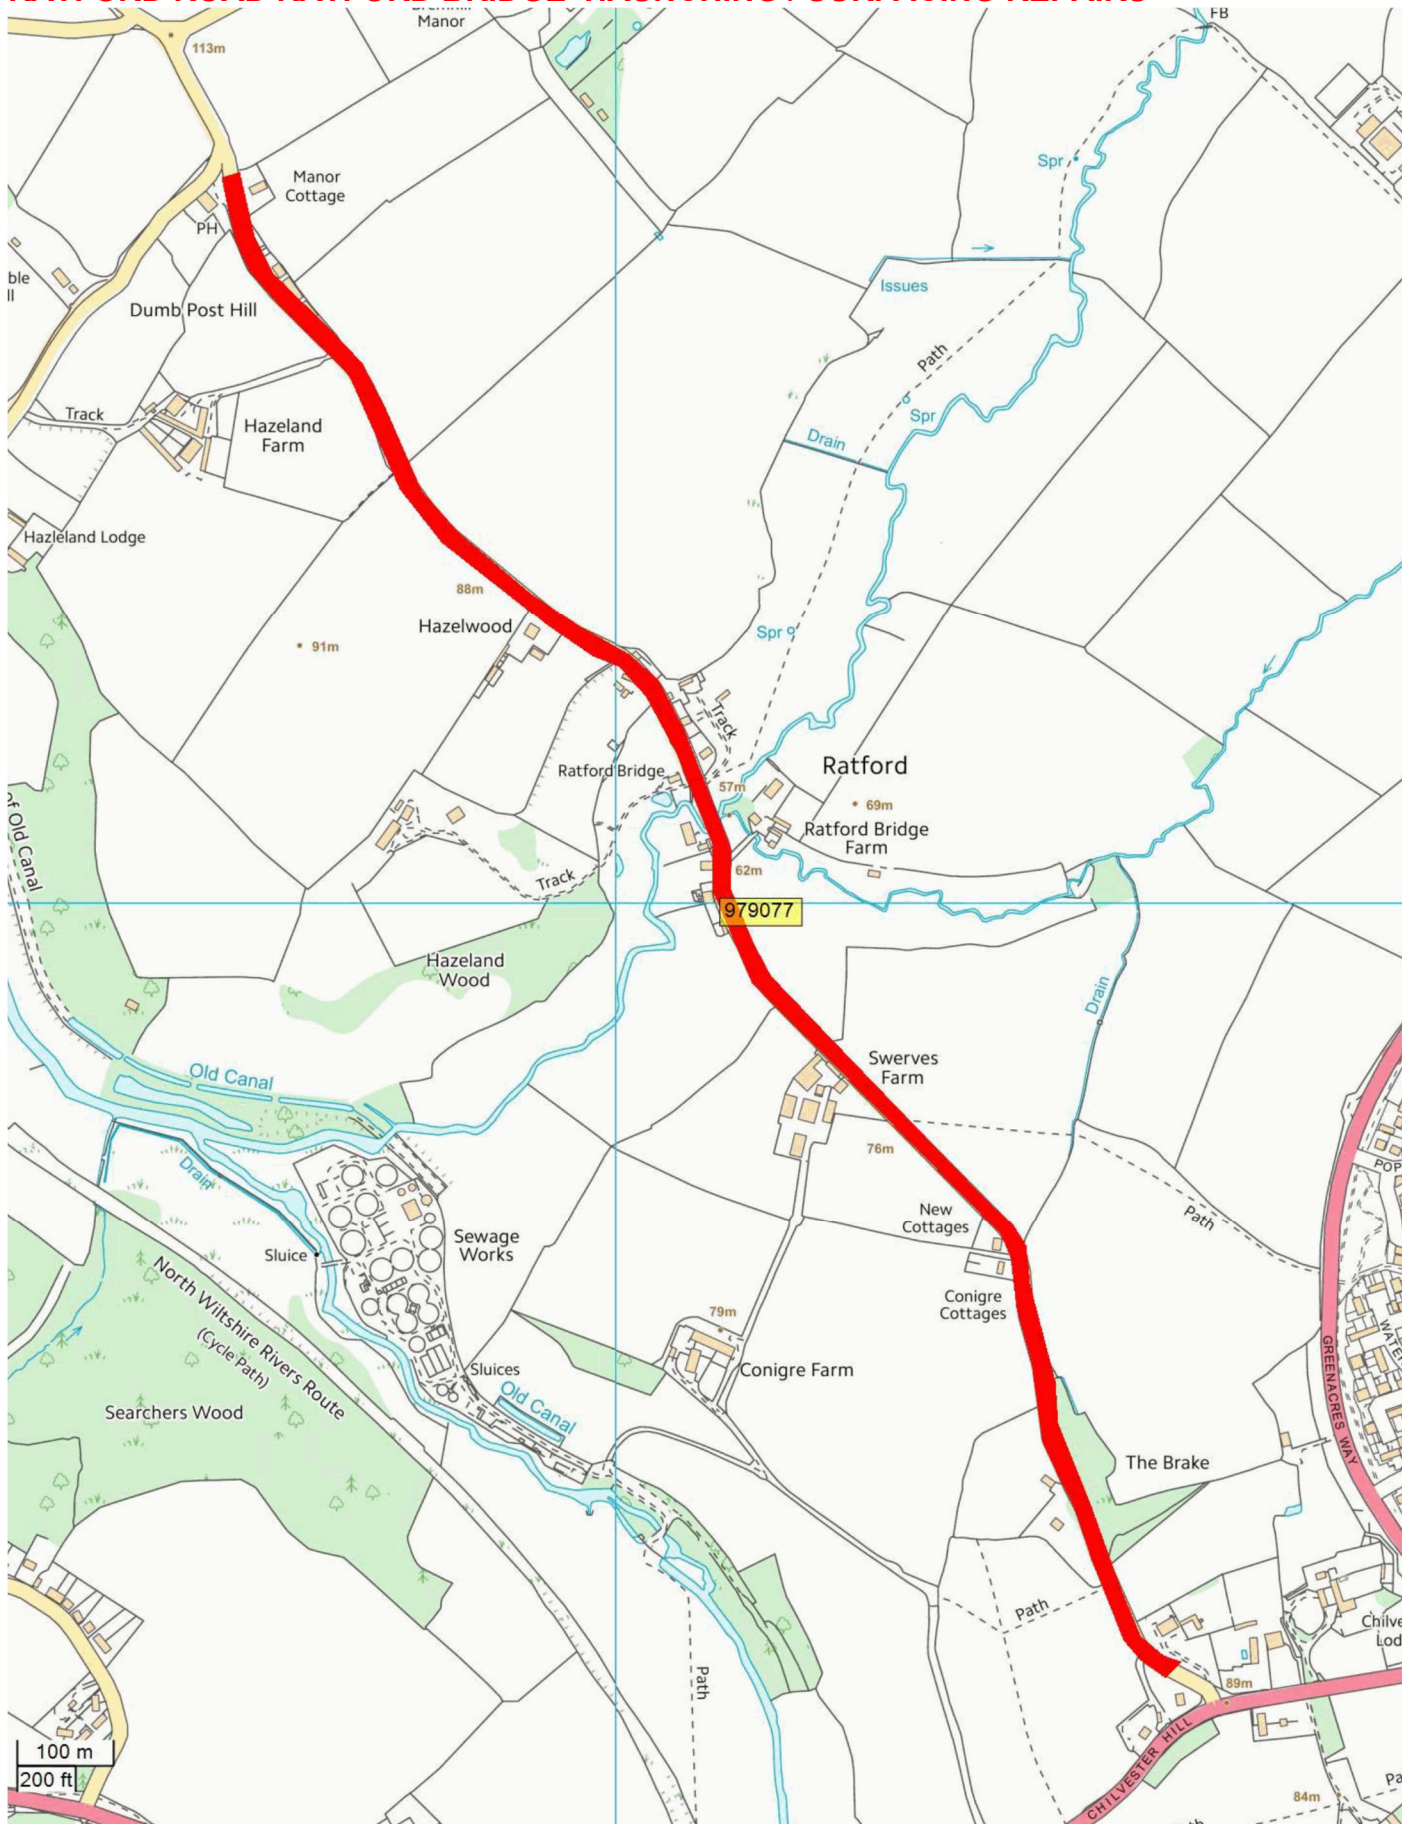 Manor
FB
113m
Spr
Manor
Cottage
PH
Issues
Dumb Post Hill
Path
Spr
Track
Drain
Hazeland
Farm
Hazleland Lodge
88m
Hazelwood
Spr
91m
Track
Ratford
Ratford Bridge
57m
69m
Ratford Bridge
Farm
of Old Canal
62m
Track
979077
Hazeland
Wood
Drain
Swerves
Farm
Old Canal
76m
Drain
New
Cottages
Path
Sewage
Works
Sluice
North Wiltshire Rivers Route
(Cycle Path)
Conigre
Cottages
79m
GREENACRES WAY
Sluices
Conigre Farm
Old Canal
Searchers Wood
The Brake
Path
Path
89m
100 m
CHILVESTER HILL
200 ft
84m